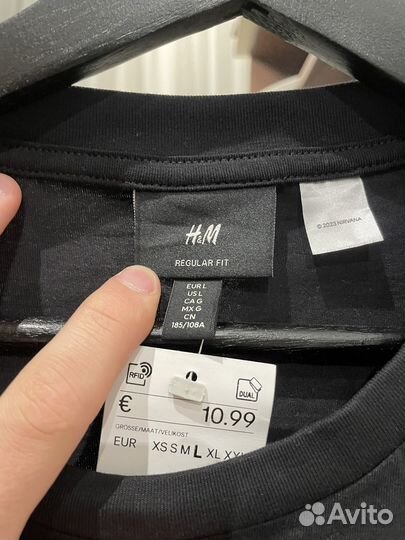 H&M
REGULAR FIT
© 2023 NIRVANA
EUR L
US L
CA G
MX G
CN
185/108A
RFID
DUAL
€ 10.99
GRÖSSE/MAAT/VELIKOST
EUR XS S M L XL XX
Avito